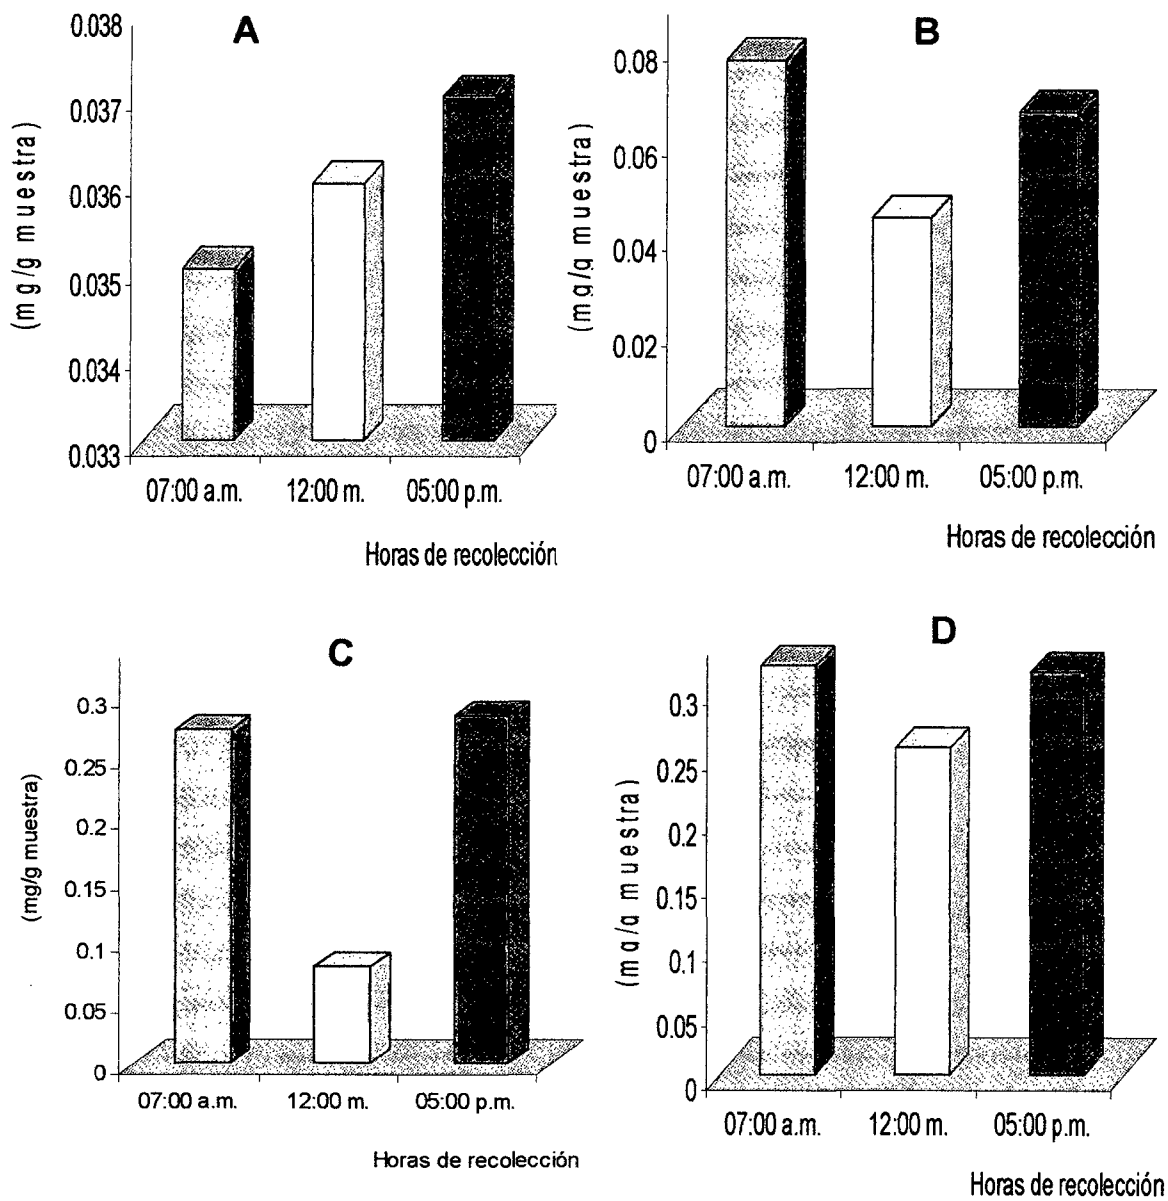 A
0.038
0.037
0.036
0.035
0.034
0.033
(mg/g muestra)
07:00 a.m. 12:00 m. 05:00 p.m.
Horas de recolección
B
0.08
0.06
0.04
0.02
0
(mg/g muestra)
07:00 a.m. 12:00 m. 05:00 p.m.
Horas de recolección
C
0.3
0.25
0.2
0.15
0.1
0.05
0
(mg/g muestra)
07:00 a.m. 12:00 m. 05:00 p.m.
Horas de recolección
D
0.3
0.25
0.2
0.15
0.1
0.05
0
(mg/g muestra)
07:00 a.m. 12:00 m. 05:00 p.m.
Horas de recolección